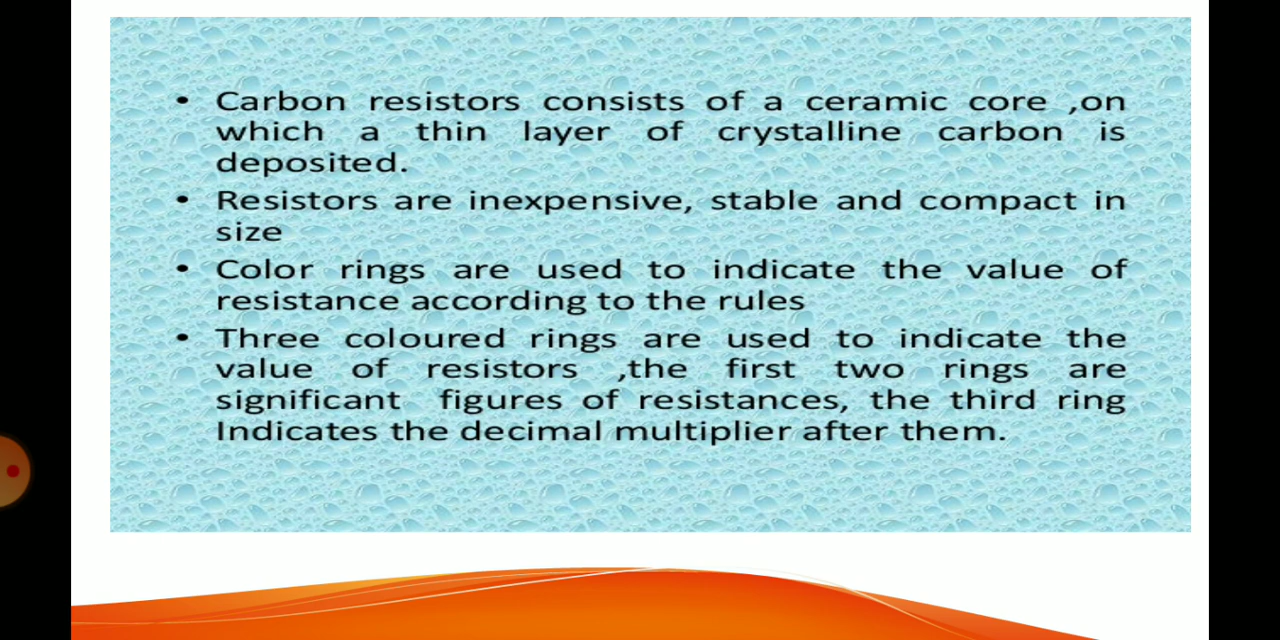 • Carbon resistors consists of a ceramic core ,on
which a thin layer of crystalline carbon is
deposited.
• Resistors are inexpensive, stable and compact in
size
• Color rings are used to indicate the value of
resistance according to the rules
• Three coloured rings are used to indicate the
value of resistors ,the first two rings are
significant figures of resistances, the third ring
Indicates the decimal multiplier after them.